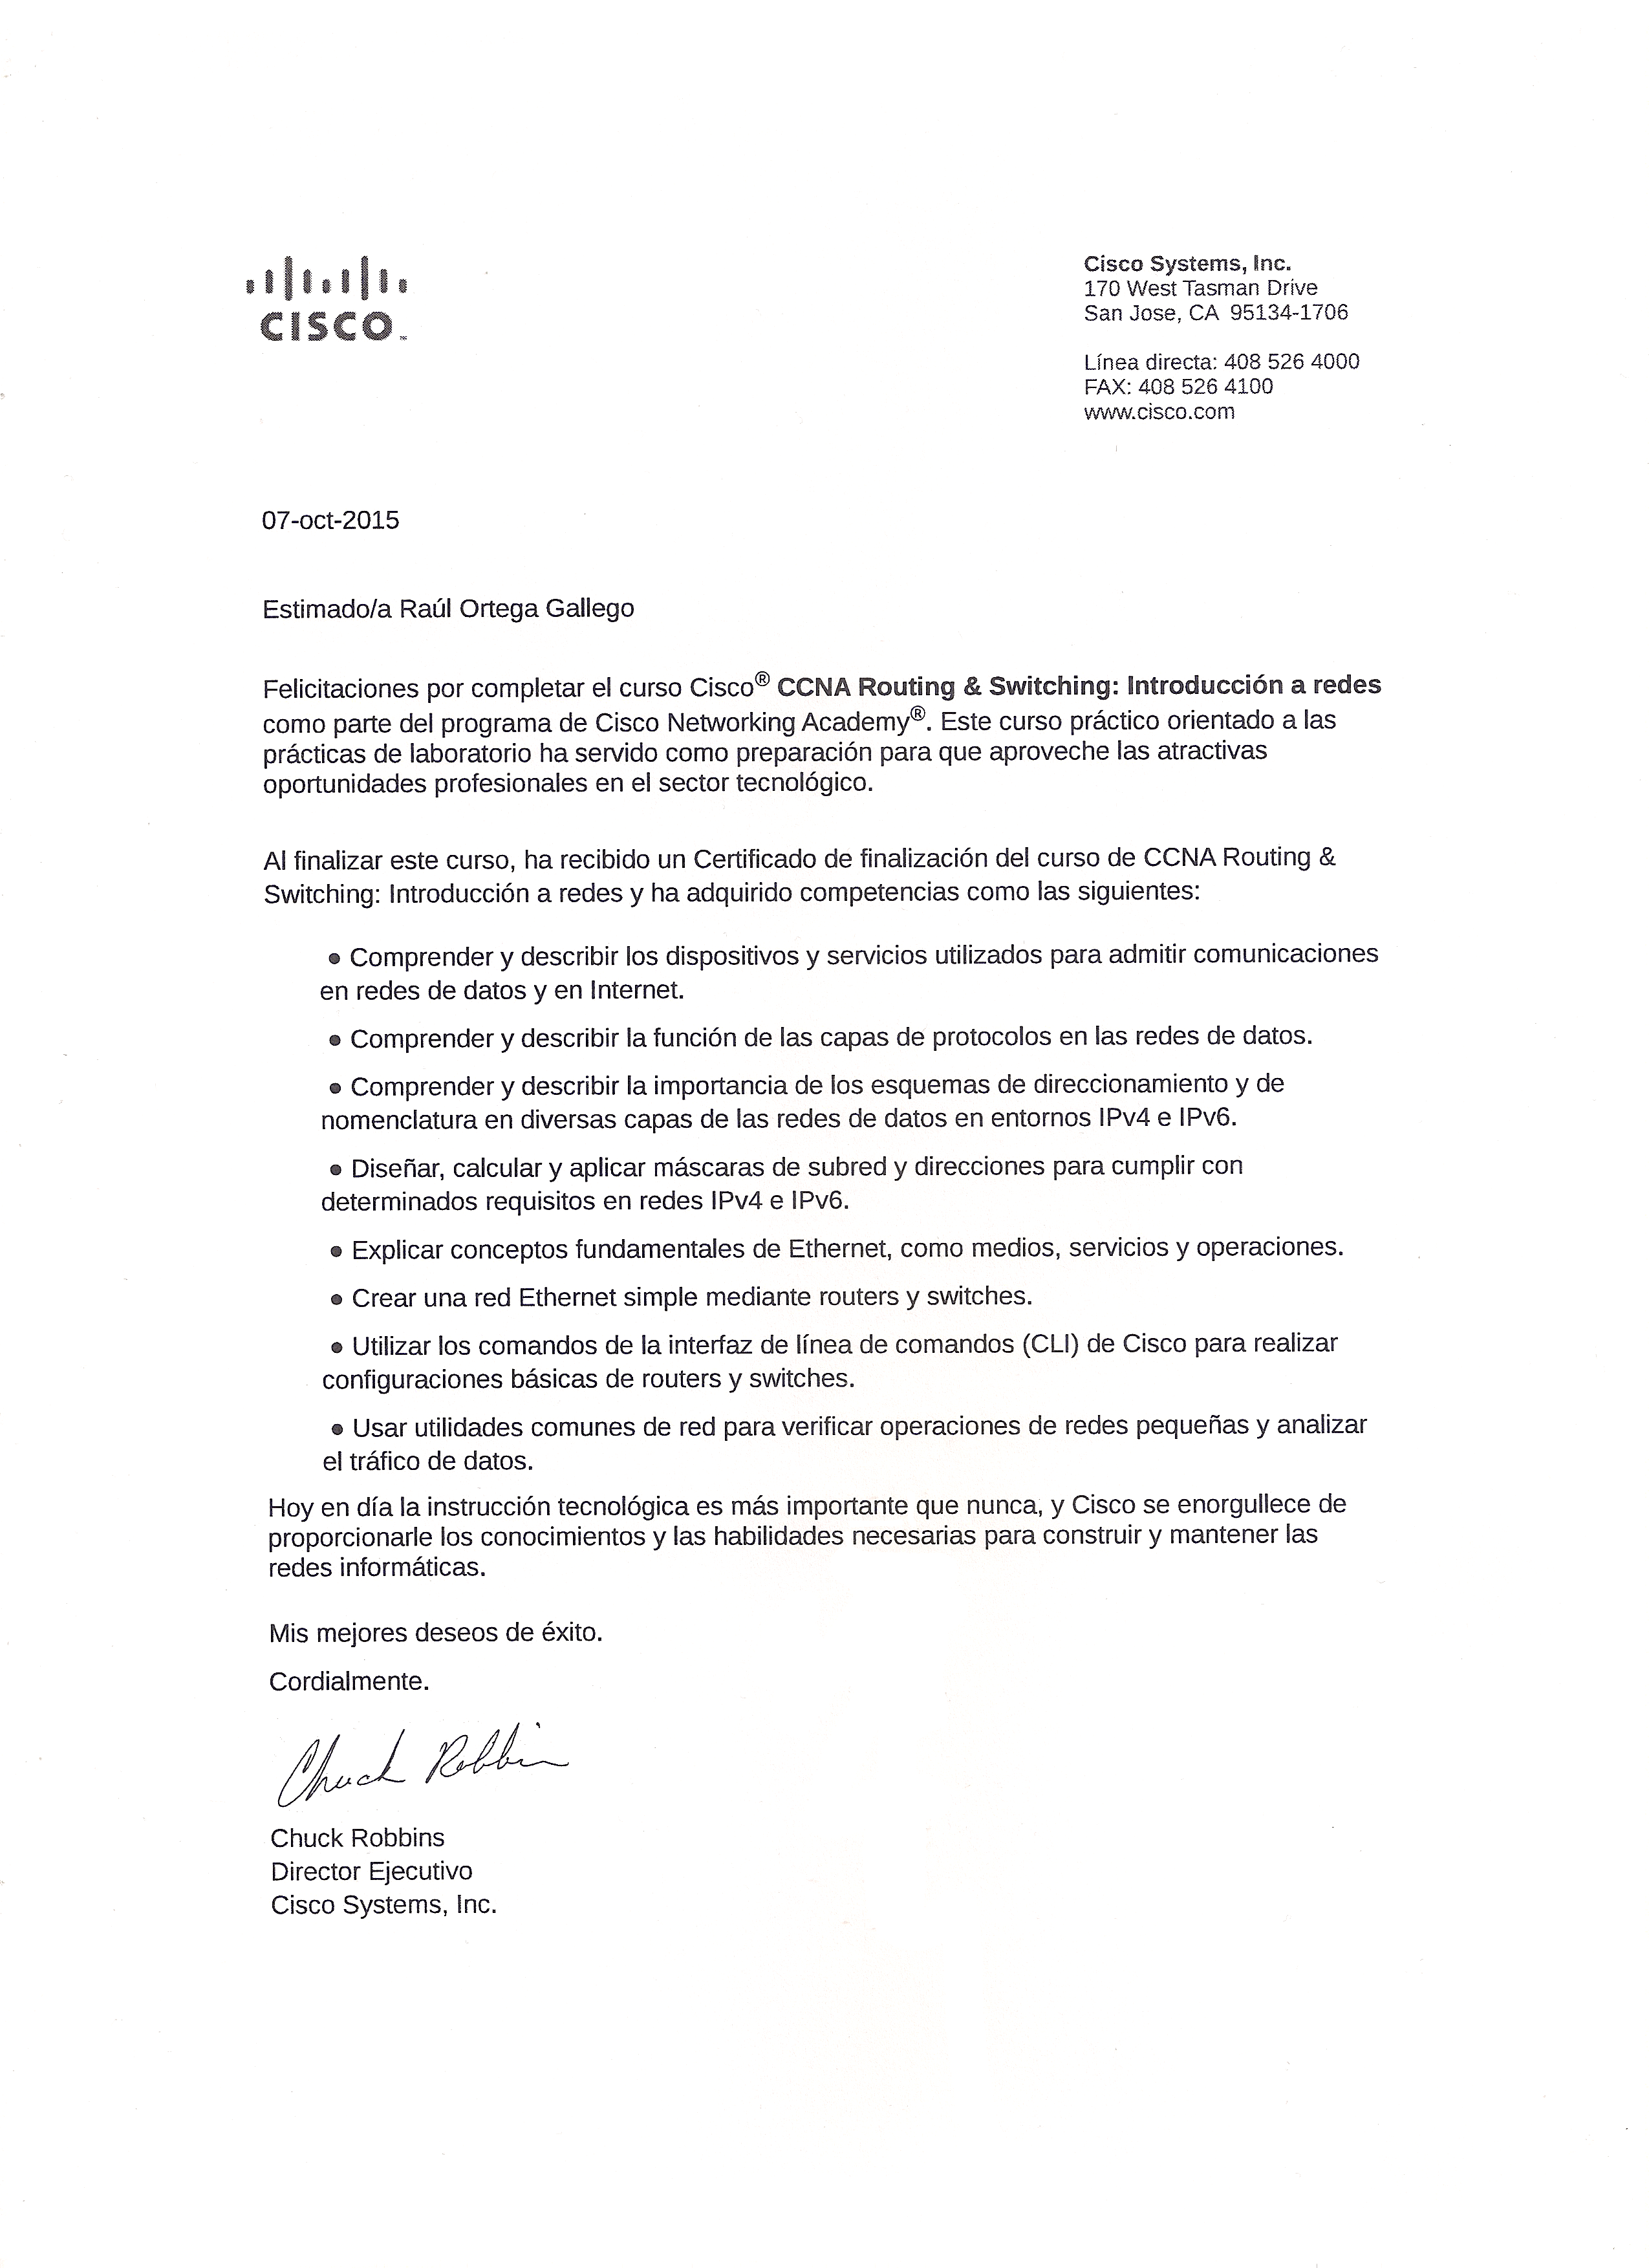 CISCO™
Cisco Systems, Inc.
170 West Tasman Drive
San Jose, CA 95134-1706
Línea directa: 408 526 4000
FAX: 408 526 4100
www.cisco.com
07-oct-2015
Estimado/a Raúl Ortega Gallego
Felicitaciones por completar el curso Cisco® CCNA Routing & Switching: Introducción a redes
como parte del programa de Cisco Networking Academy®. Este curso práctico orientado a las
prácticas de laboratorio ha servido como preparación para que aproveche las atractivas
oportunidades profesionales en el sector tecnológico.
Al finalizar este curso, ha recibido un Certificado de finalización del curso de CCNA Routing &
Switching: Introducción a redes y ha adquirido competencias como las siguientes:
• Comprender y describir los dispositivos y servicios utilizados para admitir comunicaciones
en redes de datos y en Internet.
• Comprender y describir la función de las capas de protocolos en las redes de datos.
• Comprender y describir la importancia de los esquemas de direccionamiento y de
nomenclatura en diversas capas de las redes de datos en entornos IPv4 e IPv6.
• Diseñar, calcular y aplicar máscaras de subred y direcciones para cumplir con
determinados requisitos en redes IPv4 e IPv6.
• Explicar conceptos fundamentales de Ethernet, como medios, servicios y operaciones.
• Crear una red Ethernet simple mediante routers y switches.
• Utilizar los comandos de la interfaz de línea de comandos (CLI) de Cisco para realizar
configuraciones básicas de routers y switches.
• Usar utilidades comunes de red para verificar operaciones de redes pequeñas y analizar
el tráfico de datos.
Hoy en día la instrucción tecnológica es más importante que nunca, y Cisco se enorgullece de
proporcionarle los conocimientos y las habilidades necesarias para construir y mantener las
redes informáticas.
Mis mejores deseos de éxito.
Cordialmente.
Chuck Robbins
Chuck Robbins
Director Ejecutivo
Cisco Systems, Inc.